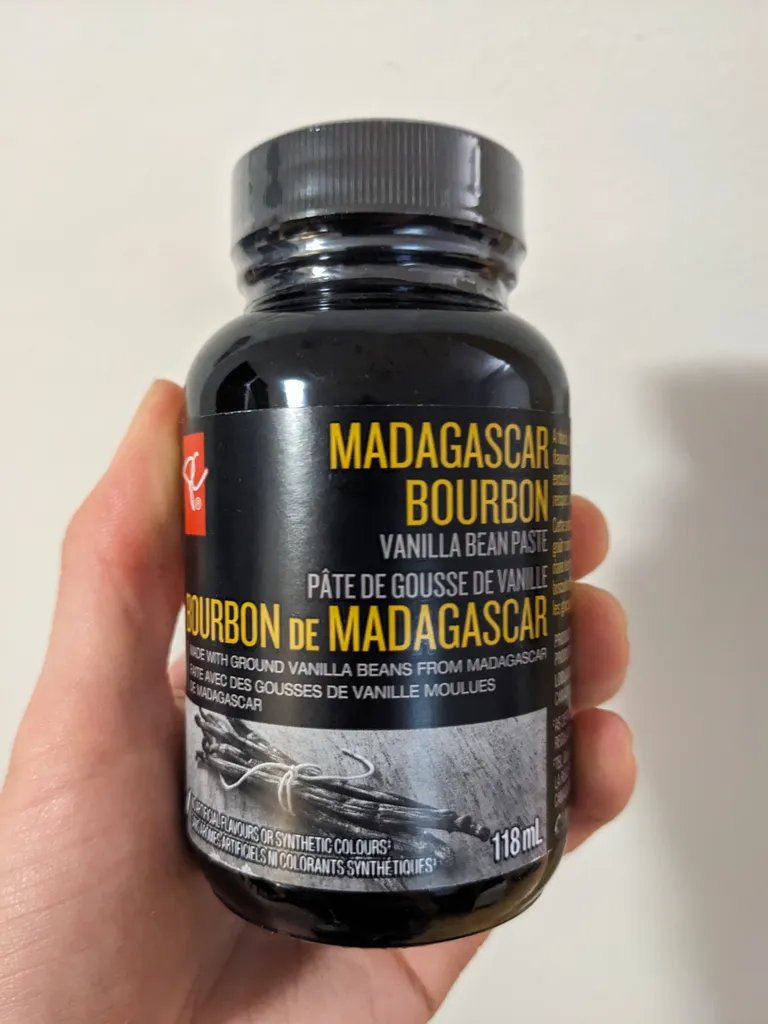 MADAGASCAR
BOURBON
VANILLA BEAN PASTE
PÂTE DE GOUSSE DE VANILLE
BOURBON DE MADAGASCAR
MADE WITH GROUND VANILLA BEANS FROM MADAGASCAR
FAITE AVEC DES GOUSSES DE VANILLE MOULUES
DE MADAGASCAR
ARTIFICIAL FLAVOURS OR SYNTHETIC COLOURS‡
ARÔMES ARTIFICIELS NI COLORANTS SYNTHÉTIQUES‡
118 mL